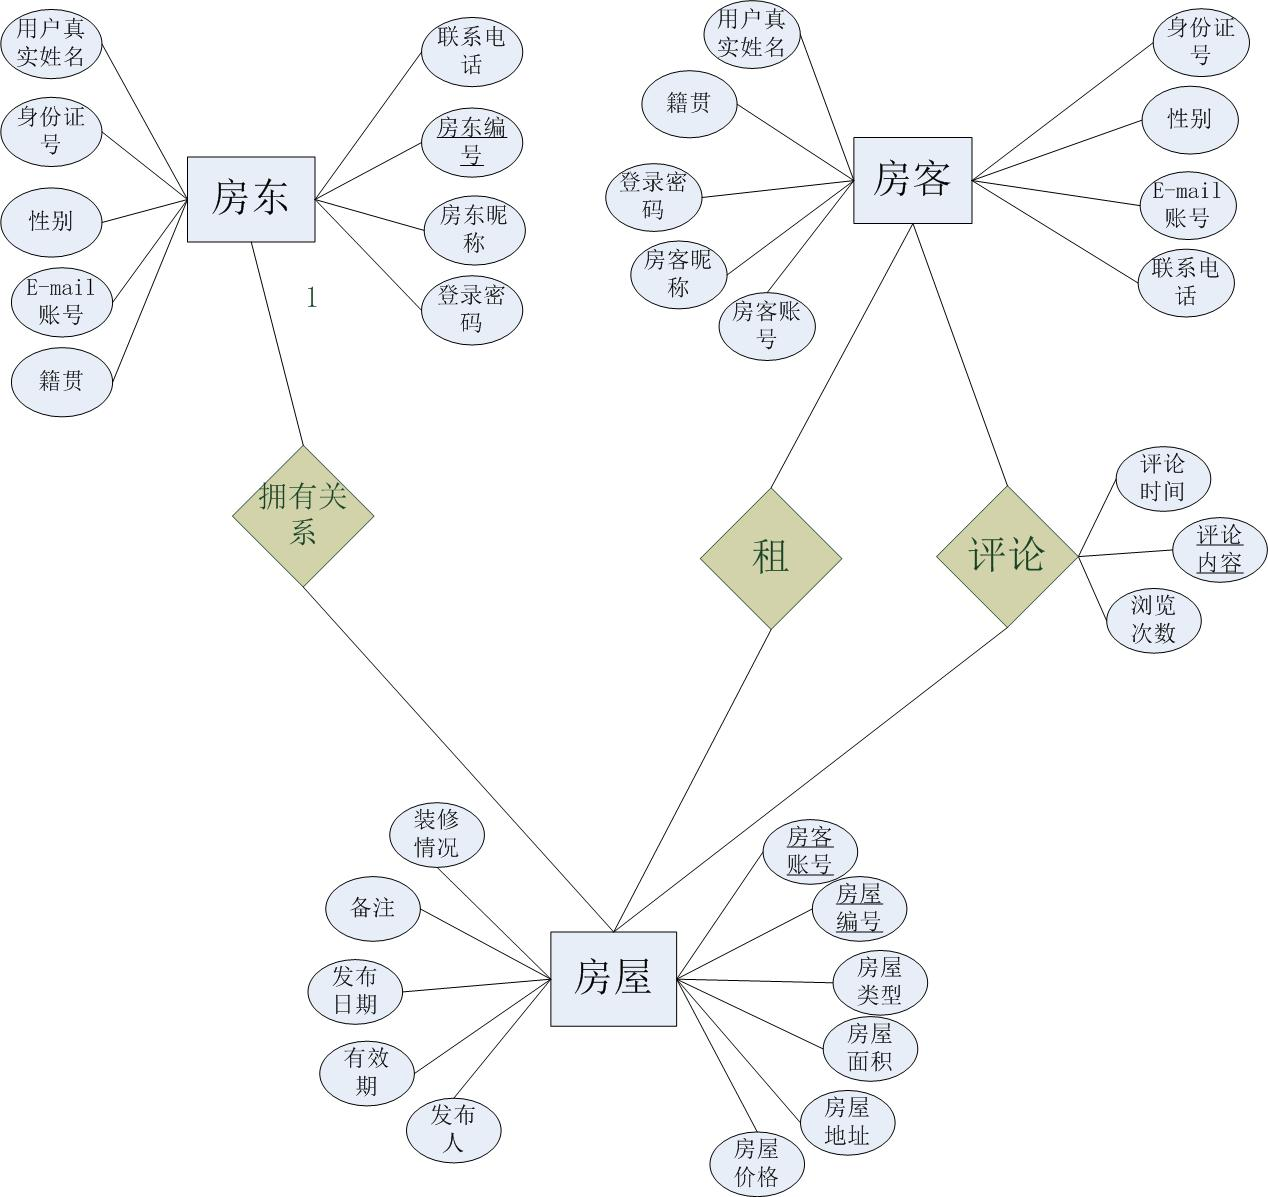 用户真
实姓名
身份证
号
性别
E-mail
账号
籍贯
房东
联系电
话
房东编
号
房东昵
称
登录密
码
1
用户真
实姓名
籍贯
登录密
码
房客昵
称
房客账
号
房客
身份证
号
性别
E-mail
账号
联系电
话
拥有关
系
租
评论
评论
时间
评论
内容
浏览
次数
装修
情况
备注
发布
日期
有效
期
发布
人
房屋
房客
账号
房屋
编号
房屋
类型
房屋
面积
房屋
地址
房屋
价格